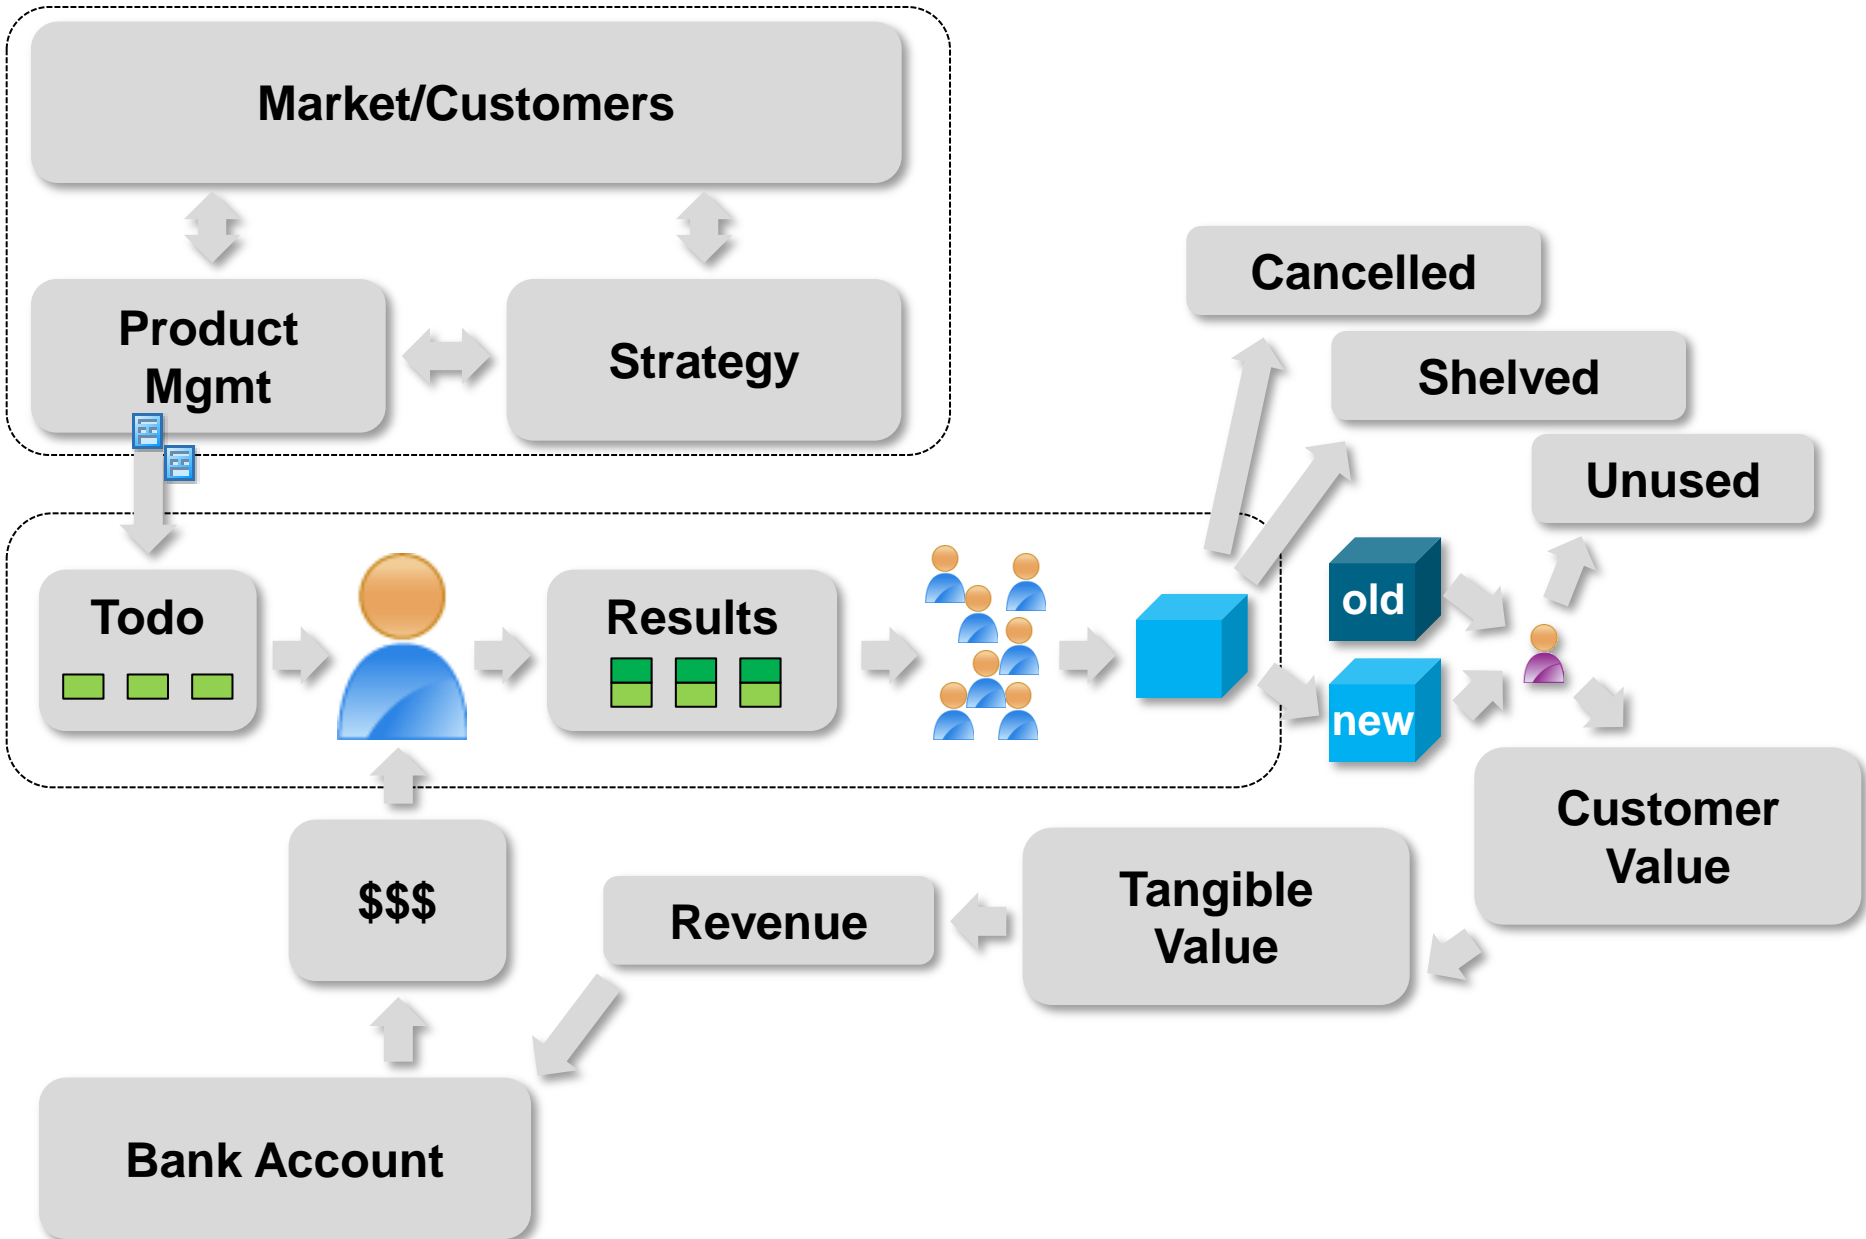 Market/Customers
Product
Mgmt
Strategy
Cancelled
Shelved
Unused
Todo
Results
old
new
Customer
Value
Tangible
Value
Revenue
$$$
Bank Account